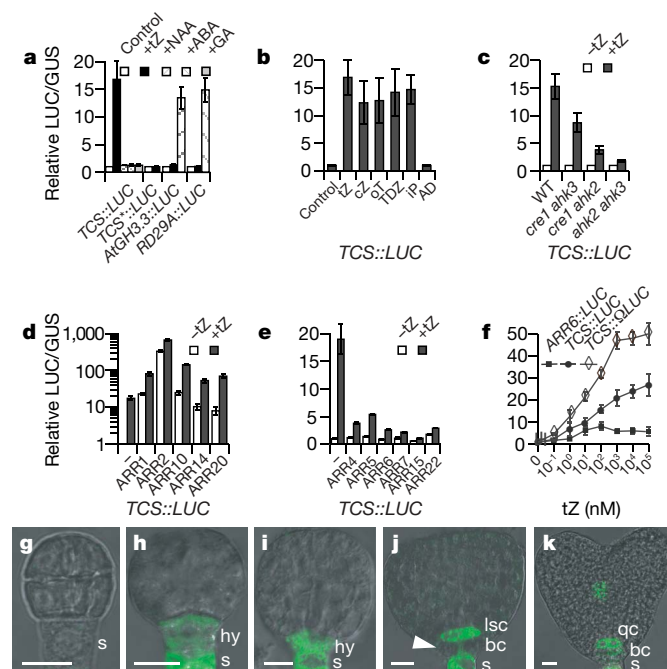 a
Control
+tZ
+NAA
+ABA
+GA
Relative LUC/GUS
20
15
10
5
0
TCS::LUC
TCS*::LUC
AtGH3.3::LUC
RD29A::LUC
b
20
15
10
5
0
Control
tZ
cZ
oT
TDZ
iP
AD
TCS::LUC
c
–tZ
+tZ
20
15
10
5
0
WT
cre1 ahk3
cre1 ahk2
ahk2 ahk3
TCS::LUC
d
–tZ
+tZ
Relative LUC/GUS
1,000
100
10
1
ARR1
ARR2
ARR10
ARR14
ARR20
TCS::LUC
e
–tZ
+tZ
20
15
10
5
0
–
ARR4
ARR5
ARR6
ARR7
ARR15
ARR22
TCS::LUC
f
ARR6::LUC
TCS::LUC
TCS::ΩLUC
50
40
30
20
10
0
0
10⁻¹
10⁰
10¹
10²
10³
10⁴
10⁵
tZ (nM)
g
s
h
hy
s
i
hy
s
j
lsc
bc
s
k
qc
bc
s